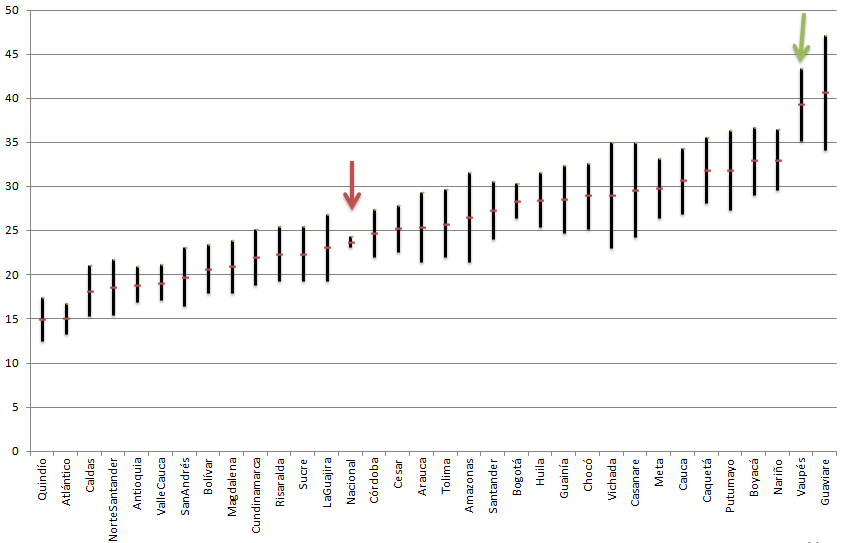 50
45
40
35
30
25
20
15
10
5
0
Quindío
Atlántico
Caldas
NorteSantander
Antioquia
ValleCauca
SanAndrés
Bolívar
Magdalena
Cundinamarca
Risaralda
Sucre
LaGuajira
Nacional
Córdoba
Cesar
Arauca
Tolima
Amazonas
Santander
Bogotá
Huila
Guainía
Chocó
Vichada
Casanare
Meta
Cauca
Caquetá
Putumayo
Boyacá
Nariño
Vaupés
Guaviare